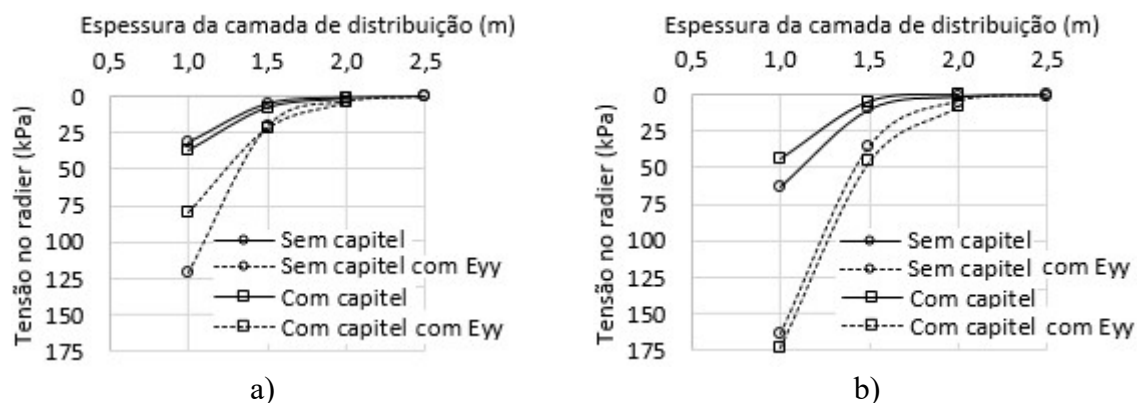 Espessura da camada de distribuição (m)
0,5 1,0 1,5 2,0 2,5
Tensão no radier (kPa)
0
25
50
75
100
125
150
175
Sem capitel
Sem capitel com Eyy
Com capitel
Com capitel com Eyy
a)
Espessura da camada de distribuição (m)
0,5 1,0 1,5 2,0 2,5
Tensão no radier (kPa)
0
25
50
75
100
125
150
175
Sem capitel
Sem capitel com Eyy
Com capitel
Com capitel com Eyy
b)